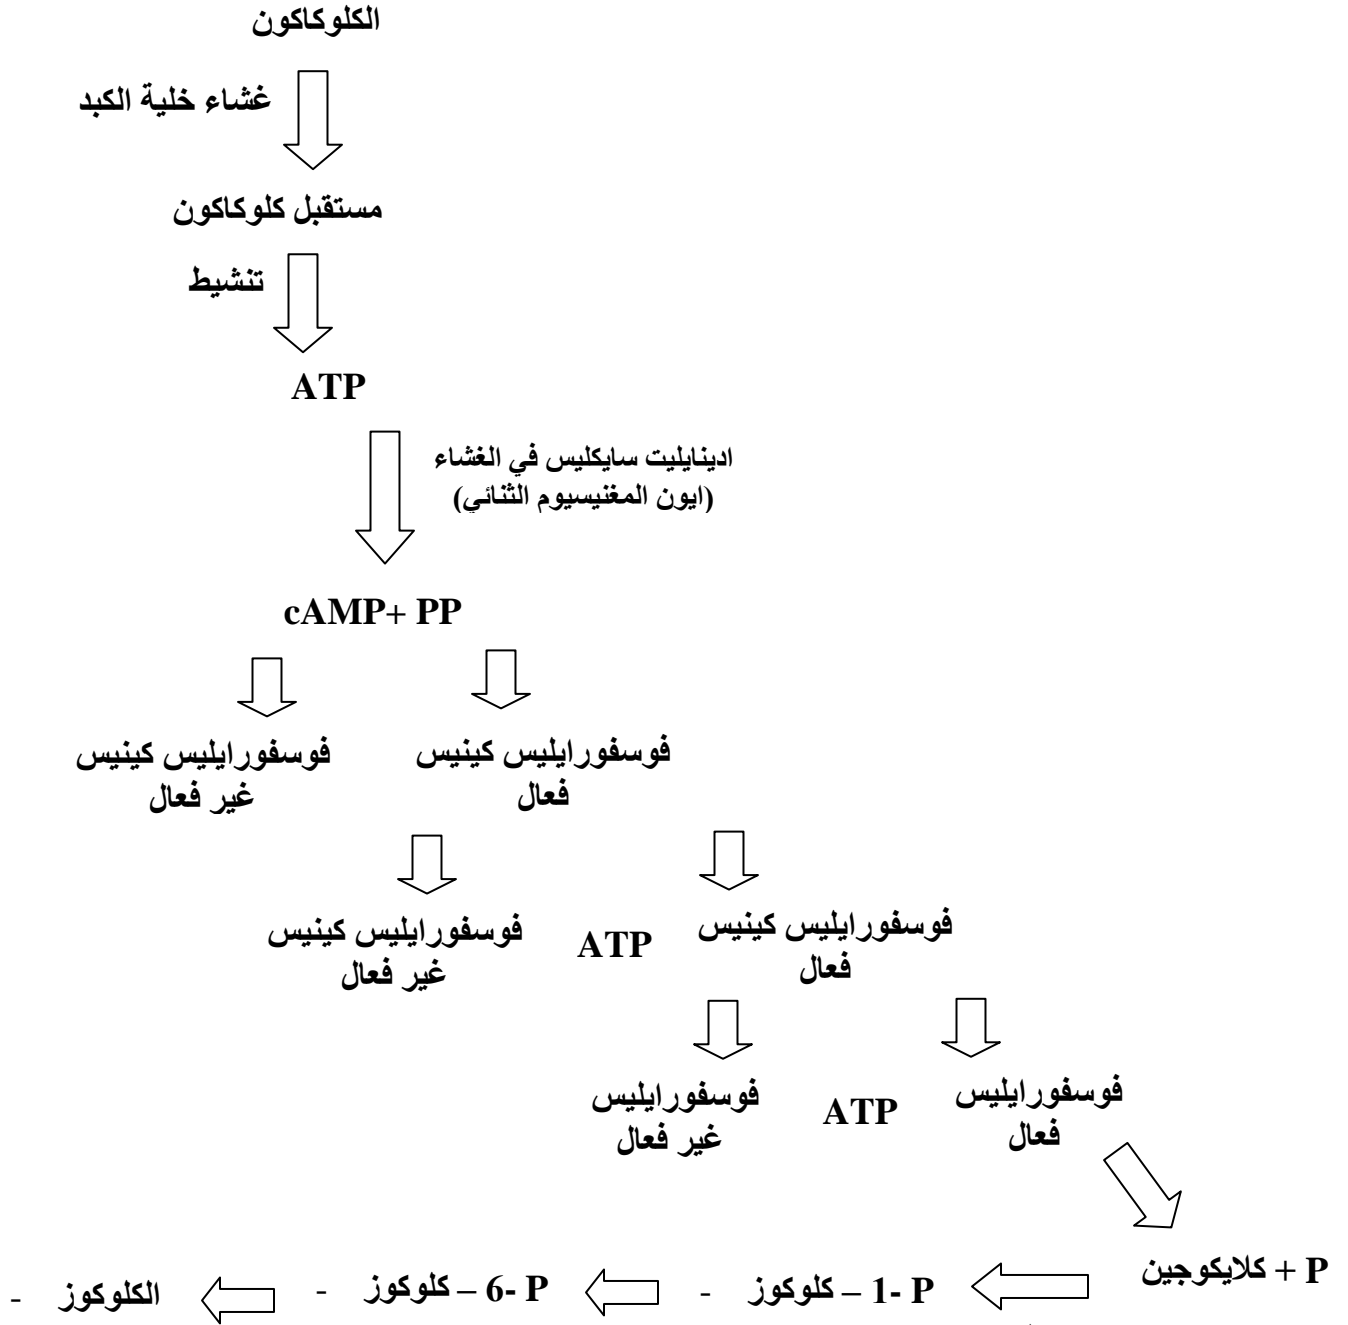 الكلوكاكون
غشاء خلية الكبد
مستقبل كلوكاكون
تنشيط
ATP
ادينايليت سايكليس في الغشاء
(ايون المغنيسيوم الثنائي)
cAMP+ PP
فوسفورايليس كينيس
فعال
فوسفورايليس كينيس
غير فعال
فوسفورايليس كينيس
فعال
ATP
فوسفورايليس كينيس
غير فعال
فوسفورايليس
فعال
ATP
فوسفورايليس
غير فعال
P + كلايكوجين
P -1 – كلوكوز -
P -6 – كلوكوز -
الكلوكوز -